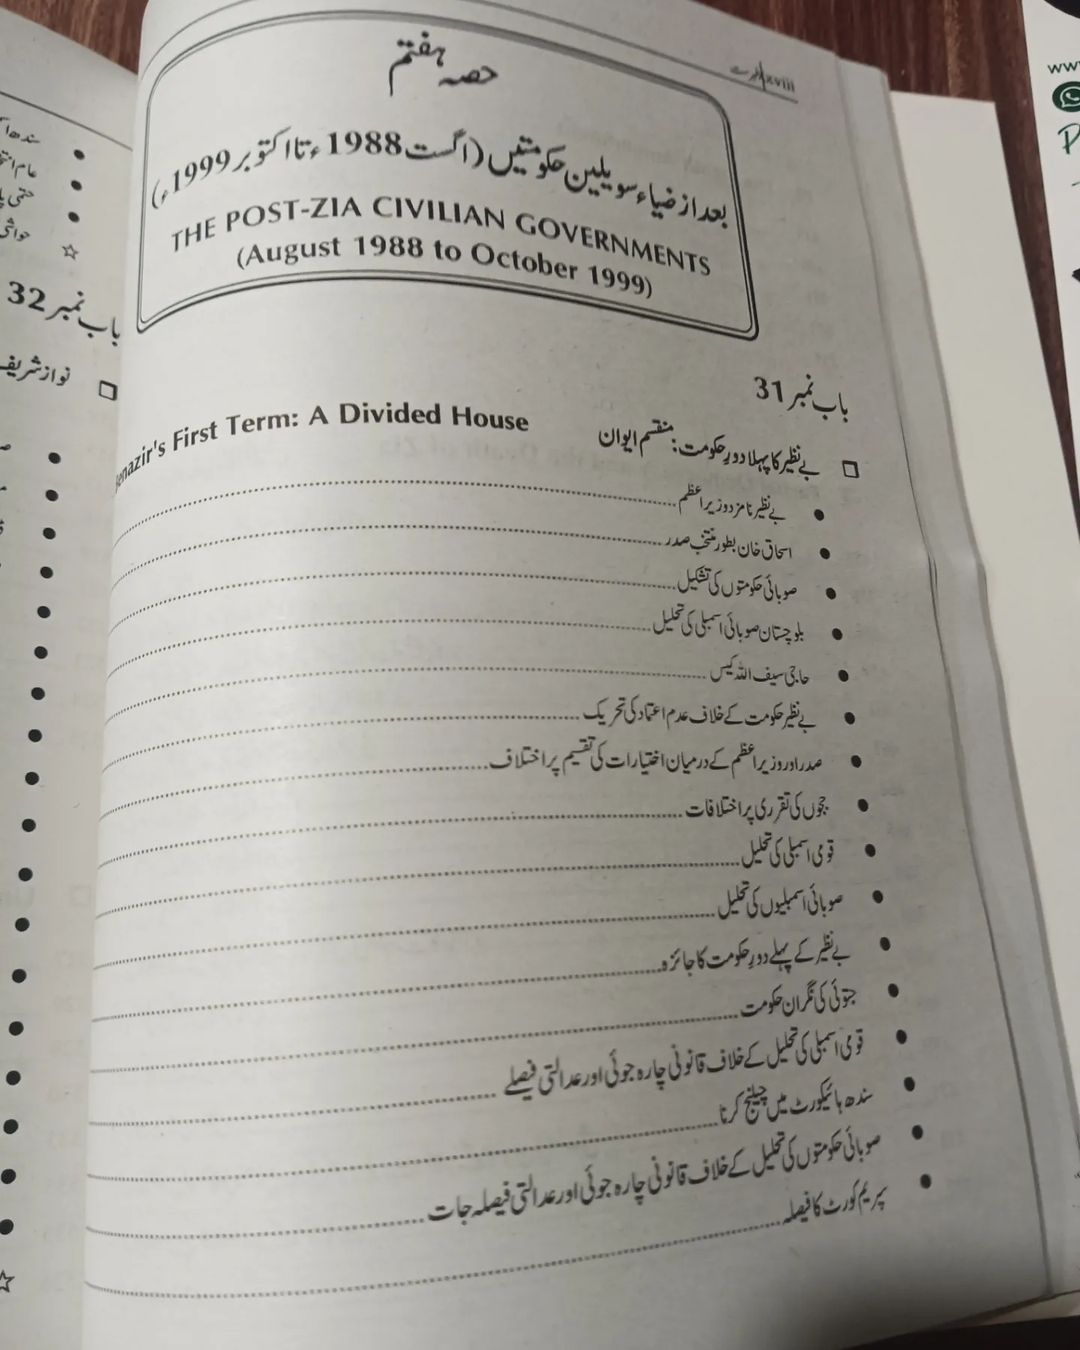 xviii
حصہ ہفتم
بعد از ضیاء سویلین حکومتیں (اگست 1988ء تا اکتوبر 1999ء)
THE POST-ZIA CIVILIAN GOVERNMENTS
(August 1988 to October 1999)
باب نمبر 31
بے نظیر کا پہلا دورِ حکومت: منقسم ایوان
enazir's First Term: A Divided House
بے نظیر نامزد وزیر اعظم
اسحاق خان بطور منتخب صدر
صوبائی حکومتوں کی تشکیل
بلوچستان صوبائی اسمبلی کی تحلیل
حاجی سیف اللہ کیس
بے نظیر حکومت کے خلاف عدم اعتماد کی تحریک
صدر اور وزیر اعظم کے درمیان اختیارات کی تقسیم پر اختلاف
ججوں کی تقرری پر اختلافات
قومی اسمبلی کی تحلیل
صوبائی اسمبلیوں کی تحلیل
بے نظیر کے پہلے دورِ حکومت کا جائزہ
جتوئی کی نگران حکومت
قومی اسمبلی کی تحلیل کے خلاف قانونی چارہ جوئی اور عدالتی فیصلے
سندھ ہائیکورٹ میں چیلنج کرنا
صوبائی حکومتوں کی تحلیل کے خلاف قانونی چارہ جوئی اور عدالتی فیصلہ جات
سپریم کورٹ کا فیصلہ
باب نمبر 32
نواز شریف
www